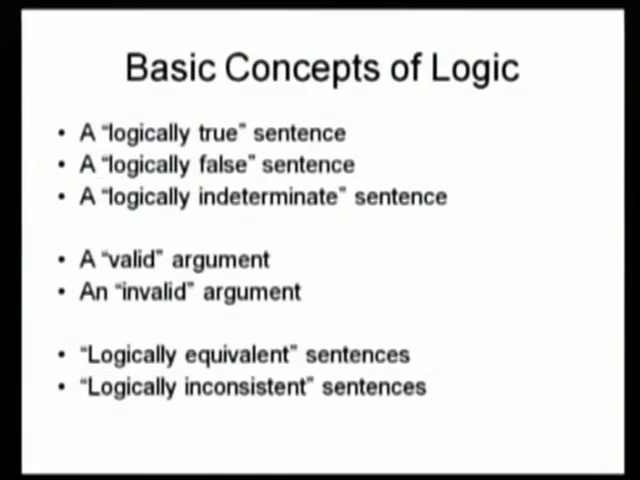 Basic Concepts of Logic
• A “logically true” sentence
• A “logically false” sentence
• A “logically indeterminate” sentence
• A “valid” argument
• An “invalid” argument
• “Logically equivalent” sentences
• “Logically inconsistent” sentences